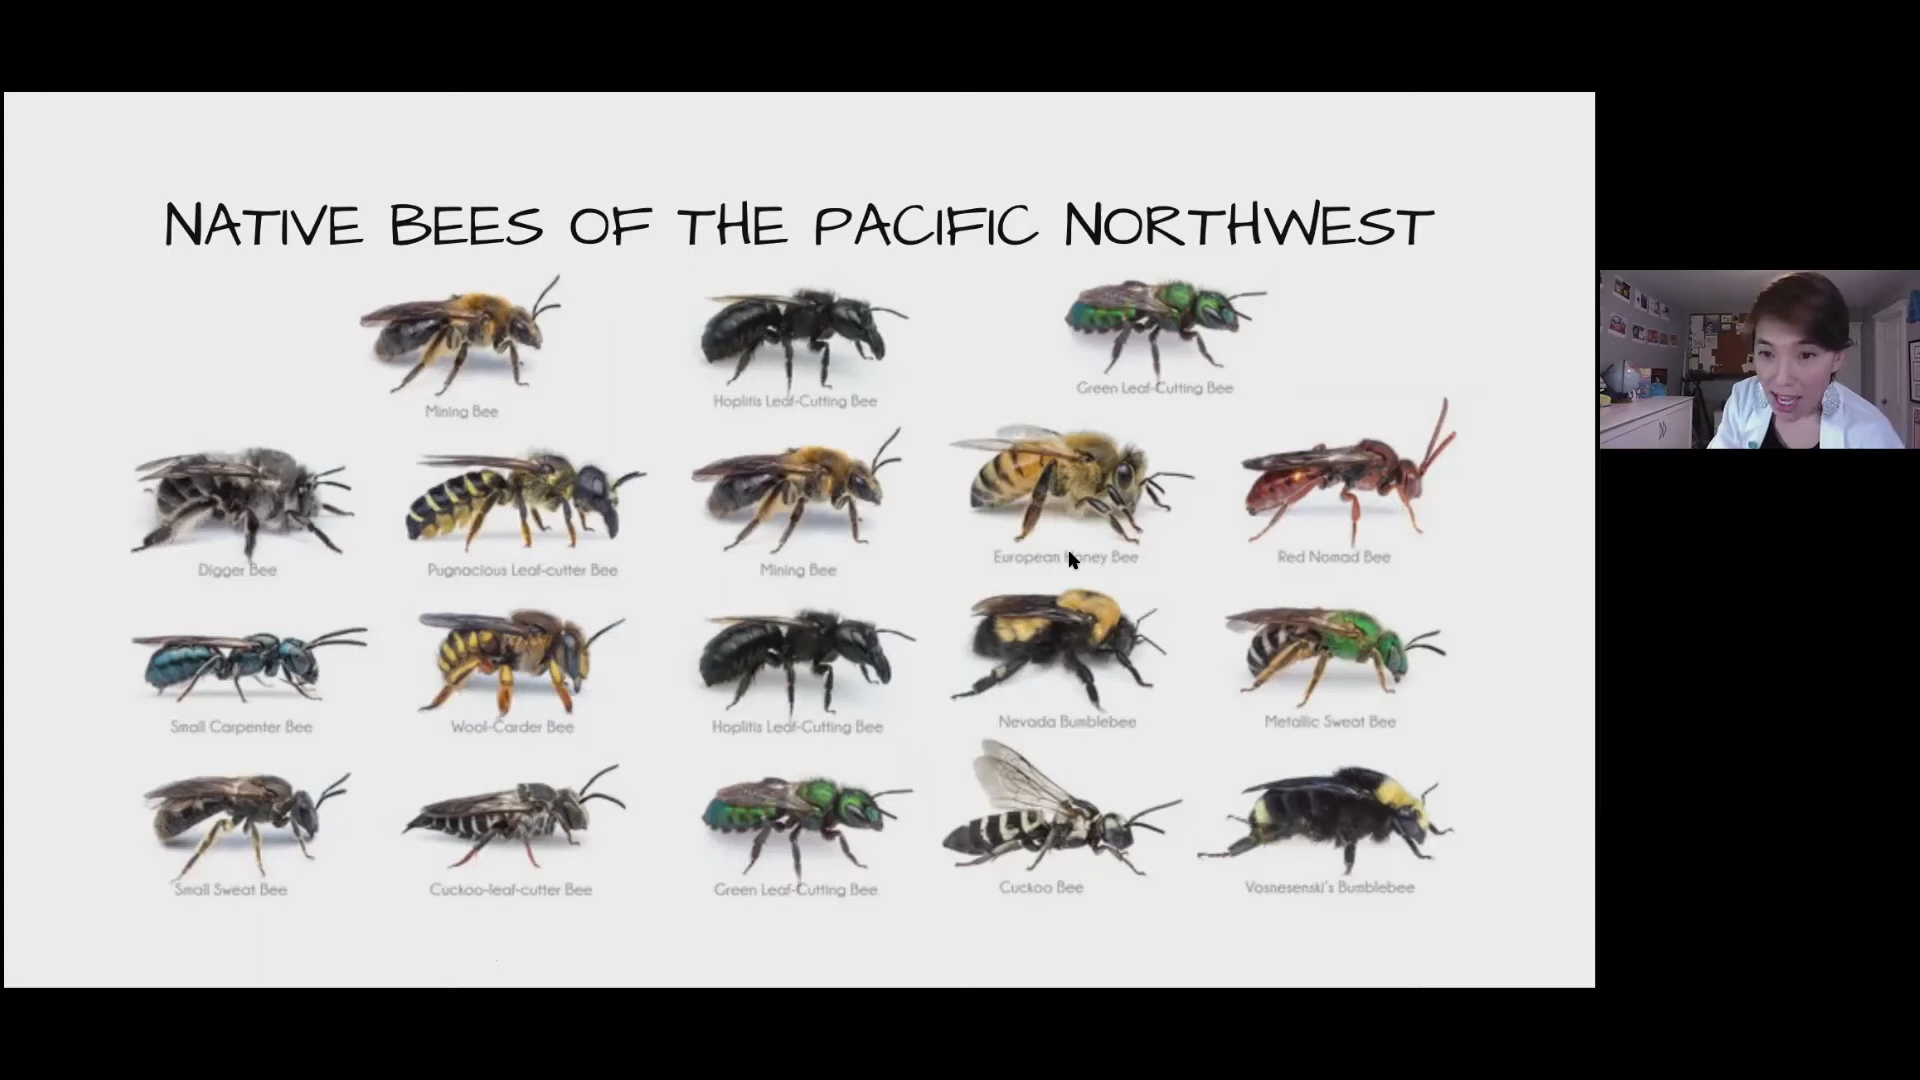 NATIVE BEES OF THE PACIFIC NORTHWEST
Mining Bee
Hoplitis Leaf-Cutting Bee
Green Leaf-Cutting Bee
Digger Bee
Pugnacious Leaf-cutter Bee
Mining Bee
European Honey Bee
Red Nomad Bee
Small Carpenter Bee
Wool-Carder Bee
Hoplitis Leaf-Cutting Bee
Nevada Bumblebee
Metallic Sweat Bee
Small Sweat Bee
Cuckoo-leaf-cutter Bee
Green Leaf-Cutting Bee
Cuckoo Bee
Vosnesenski's Bumblebee